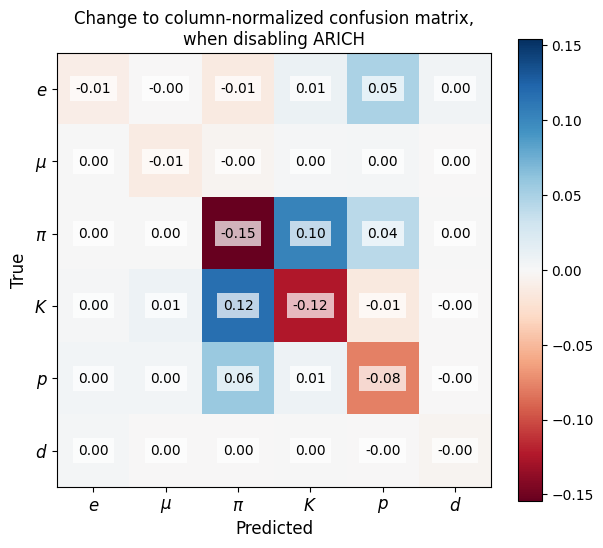 Change to column-normalized confusion matrix,
when disabling ARICH
True
e
-0.01 -0.00 -0.01 0.01 0.05 0.00
μ
0.00 -0.01 -0.00 0.00 0.00 0.00
π
0.00 0.00 -0.15 0.10 0.04 0.00
K
0.00 0.01 0.12 -0.12 -0.01 -0.00
p
0.00 0.00 0.06 0.01 -0.08 -0.00
d
0.00 0.00 0.00 0.00 -0.00 -0.00
e μ π K p d
Predicted
0.15
0.10
0.05
0.00
−0.05
−0.10
−0.15